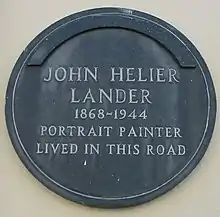 JOHN HELIER
LANDER
1868-1944
PORTRAIT PAINTER
LIVED IN THIS ROAD